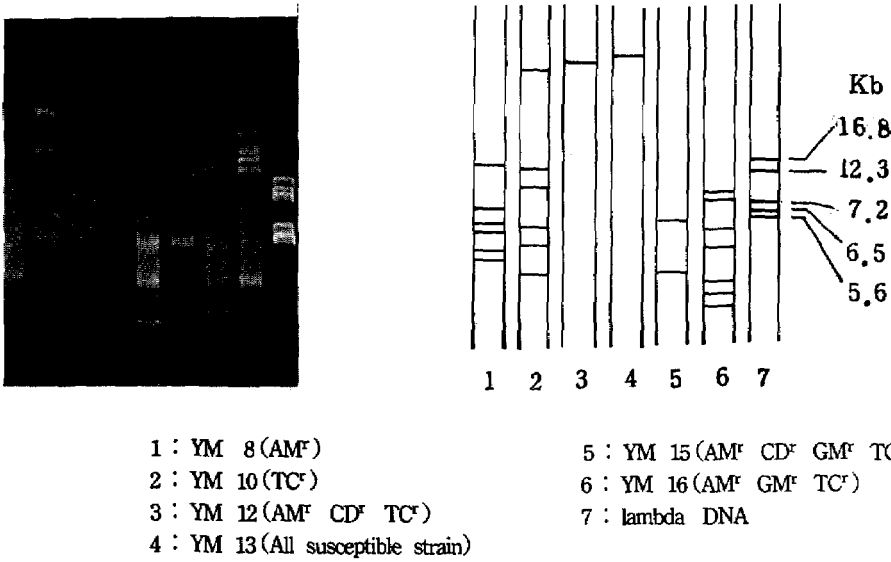 Kb
16.8
12.3
7.2
6.5
5.6
1 2 3 4 5 6 7
1 : YM 8(AMʳ)
2 : YM 10(TCʳ)
3 : YM 12(AMʳ CDʳ TCʳ)
4 : YM 13(All susceptible strain)
5 : YM 15(AMʳ CDʳ GMʳ TC
6 : YM 16(AMʳ GMʳ TCʳ)
7 : lambda DNA